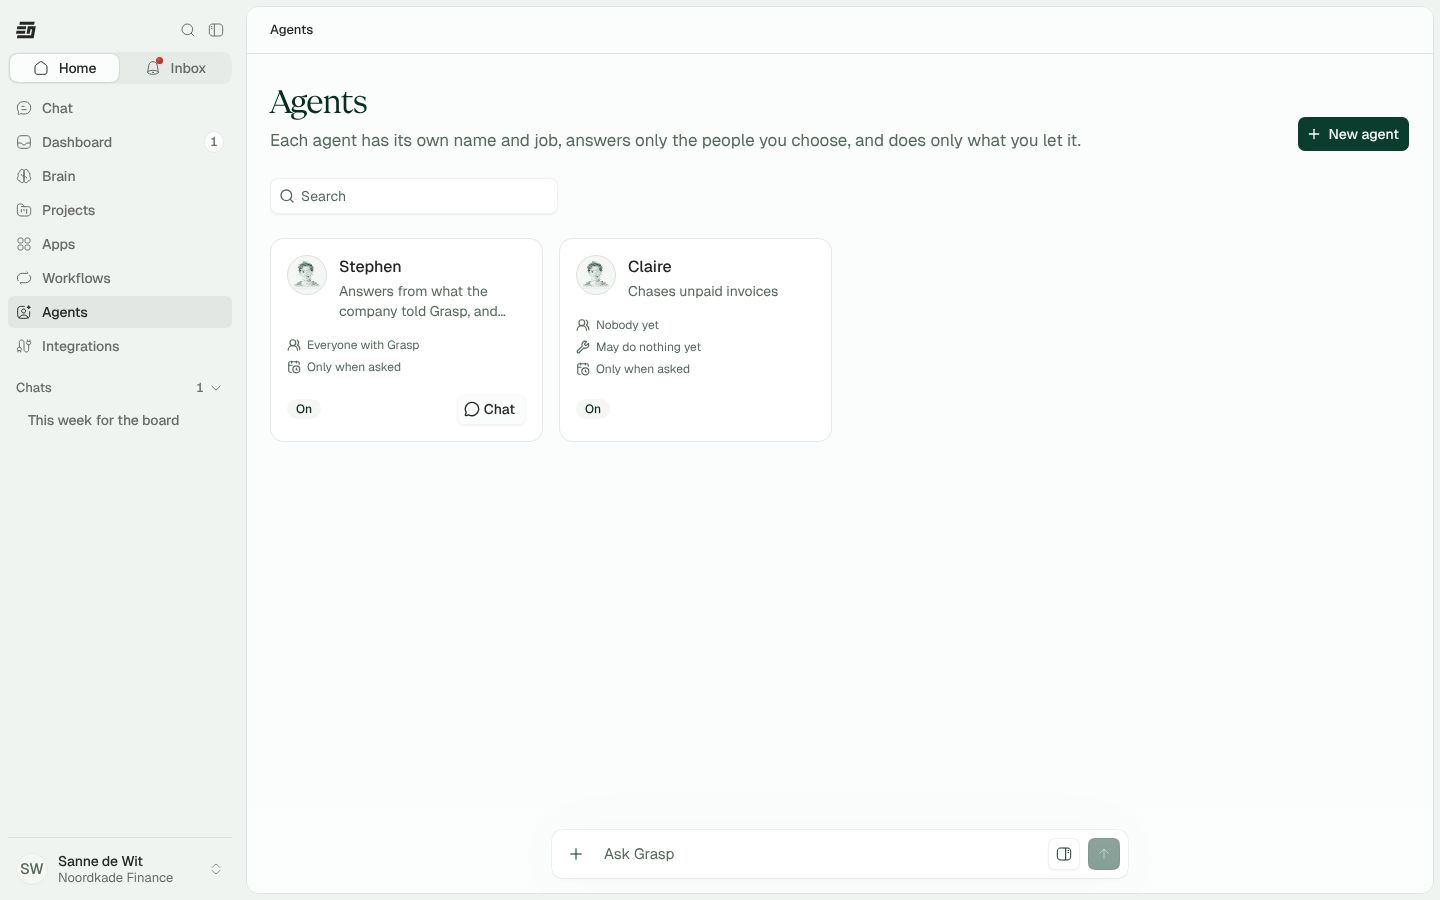 Home
Inbox
Chat
Dashboard
1
Brain
Projects
Apps
Workflows
Agents
Integrations
Chats
1
This week for the board
SW
Sanne de Wit
Noordkade Finance
Agents
Agents
Each agent has its own name and job, answers only the people you choose, and does only what you let it.
New agent
Search
Stephen
Answers from what the
company told Grasp, and…
Everyone with Grasp
Only when asked
On
Chat
Claire
Chases unpaid invoices
Nobody yet
May do nothing yet
Only when asked
On
Ask Grasp